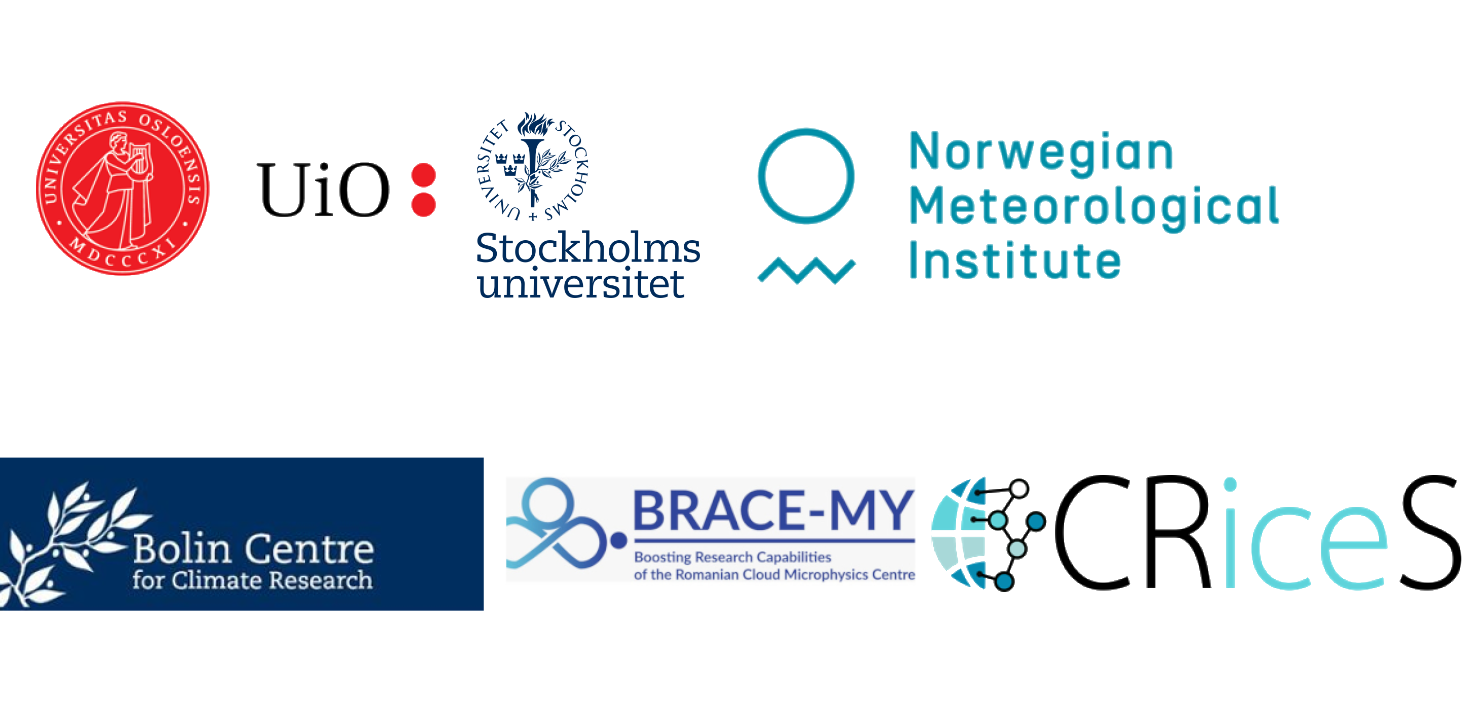 UNIVERSITAS OSLOENSIS
MDCCCXI
UiO
STOCKHOLMS UNIVERSITET
Stockholms
universitet
Norwegian
Meteorological
Institute
Bolin Centre
for Climate Research
BRACE-MY
Boosting Research Capabilities
of the Romanian Cloud Microphysics Centre
CRiceS